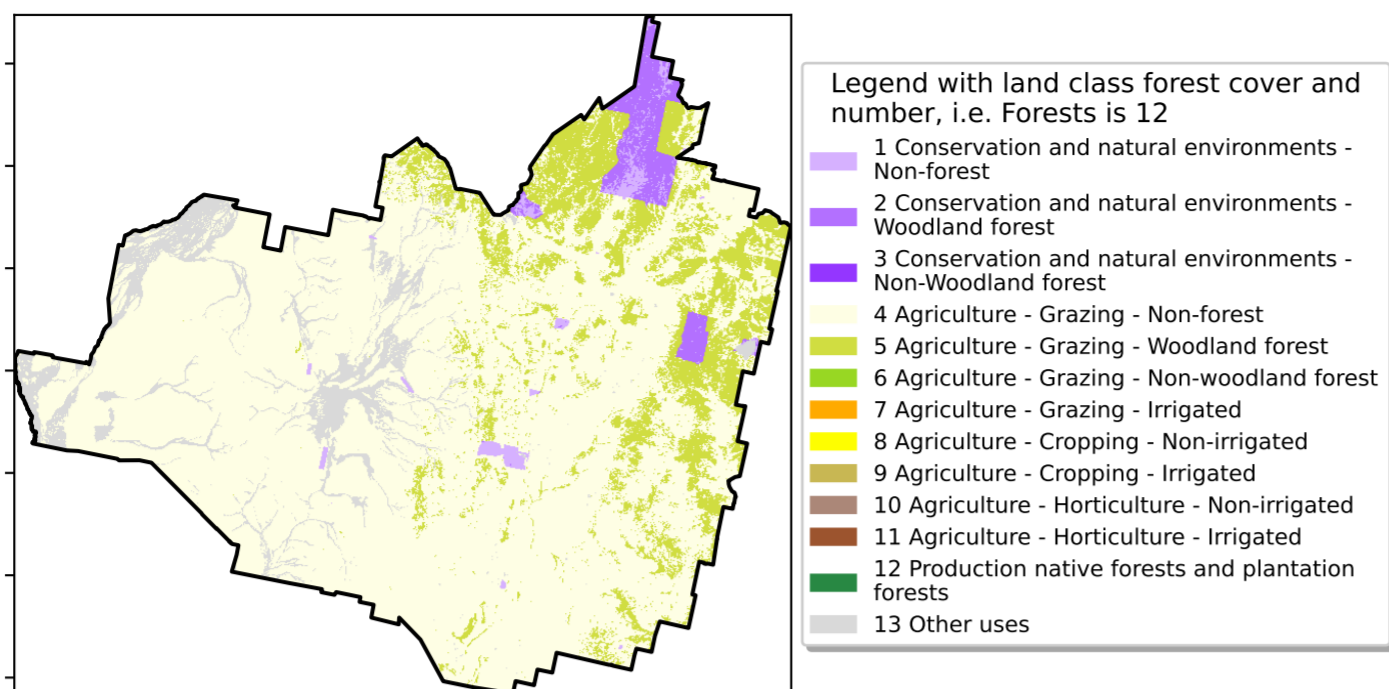 Legend with land class forest cover and
number, i.e. Forests is 12
1 Conservation and natural environments -
Non-forest
2 Conservation and natural environments -
Woodland forest
3 Conservation and natural environments -
Non-Woodland forest
4 Agriculture - Grazing - Non-forest
5 Agriculture - Grazing - Woodland forest
6 Agriculture - Grazing - Non-woodland forest
7 Agriculture - Grazing - Irrigated
8 Agriculture - Cropping - Non-irrigated
9 Agriculture - Cropping - Irrigated
10 Agriculture - Horticulture - Non-irrigated
11 Agriculture - Horticulture - Irrigated
12 Production native forests and plantation
forests
13 Other uses